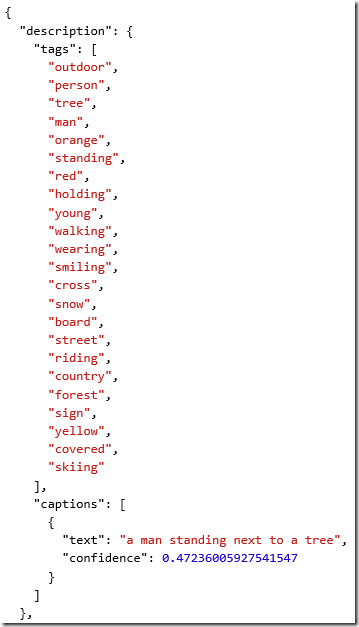 {
  "description": {
    "tags": [
      "outdoor",
      "person",
      "tree",
      "man",
      "orange",
      "standing",
      "red",
      "holding",
      "young",
      "walking",
      "wearing",
      "smiling",
      "cross",
      "snow",
      "board",
      "street",
      "riding",
      "country",
      "forest",
      "sign",
      "yellow",
      "covered",
      "skiing"
    ],
    "captions": [
      {
        "text": "a man standing next to a tree",
        "confidence": 0.47236005927541547
      }
    ]
  },